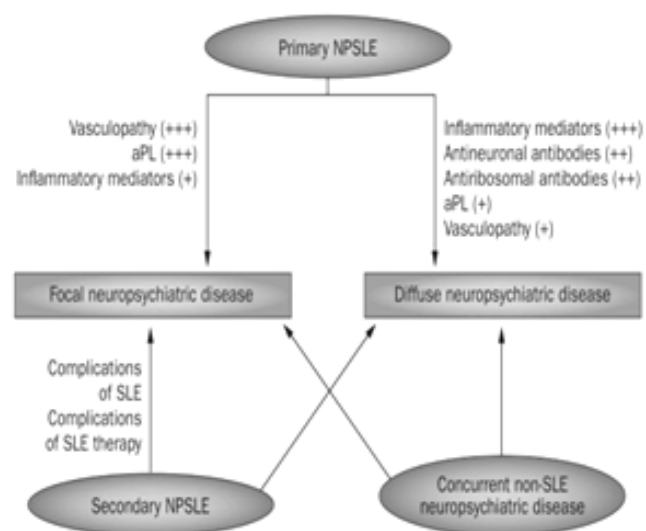 Primary NPSLE
Vasculopathy (+++)
aPL (+++)
Inflammatory mediators (+)
Inflammatory mediators (+++)
Antineuronal antibodies (++)
Antiribosomal antibodies (++)
aPL (+)
Vasculopathy (+)
Focal neuropsychiatric disease
Diffuse neuropsychiatric disease
Complications
of SLE
Complications
of SLE therapy
Secondary NPSLE
Concurrent non-SLE
neuropsychiatric disease